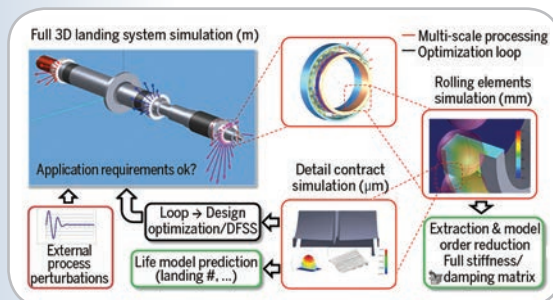 Full 3D landing system simulation (m)
Application requirements ok?
Multi-scale processing
Optimization loop
Rolling elements
simulation (mm)
Detail contract
simulation (μm)
Loop → Design
optimization/DFSS
Life model prediction
(landing #, ...)
External
process
perturbations
Extraction & model
order reduction
Full stiffness/
damping matrix